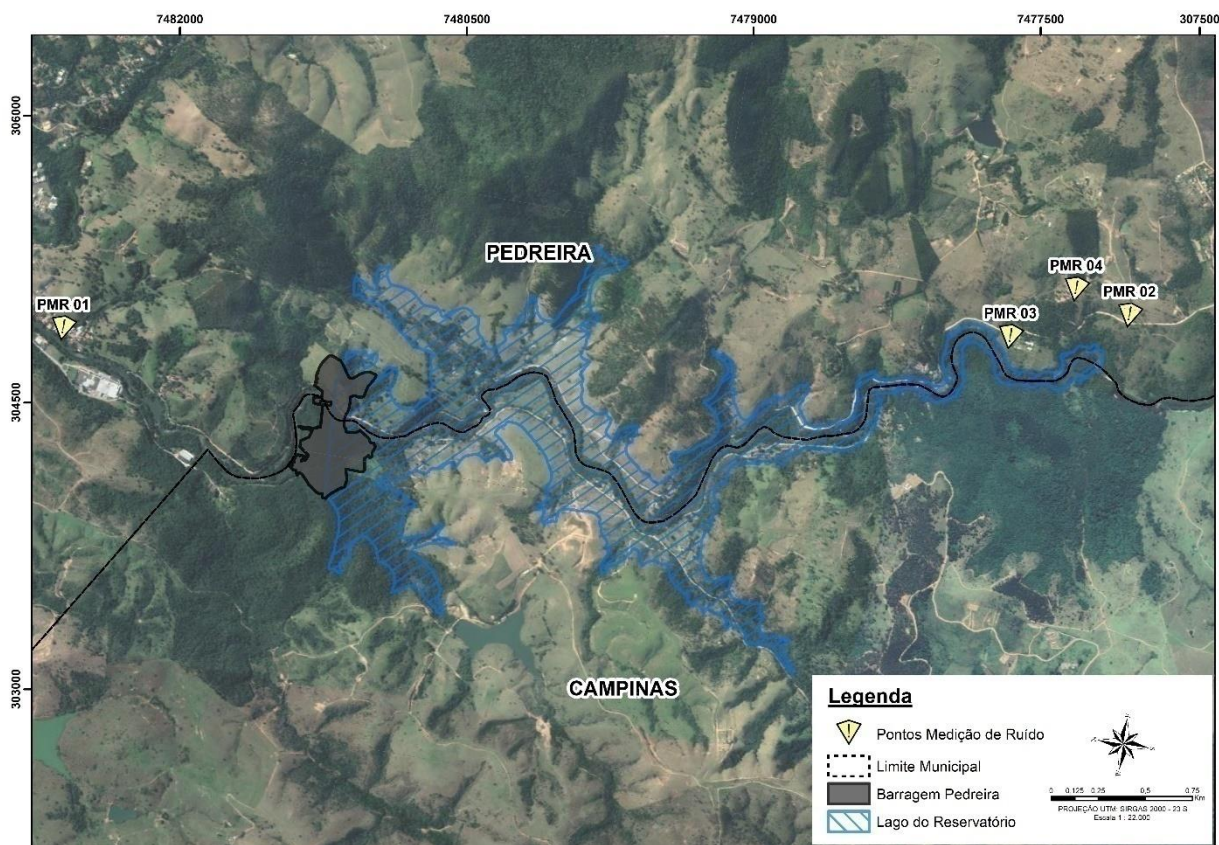 7482000
7480500
7479000
7477500
307500
306000
304500
303000
PEDREIRA
PMR 01
PMR 04
PMR 02
PMR 03
CAMPINAS
Legenda
Pontos Medição de Ruído
Limite Municipal
Barragem Pedreira
Lago do Reservatório
0 0.125 0.25 0,5 0.75
Km
PROJEÇÃO UTM: SIRGAS 2000 - 23 S
Escala 1 : 22.000